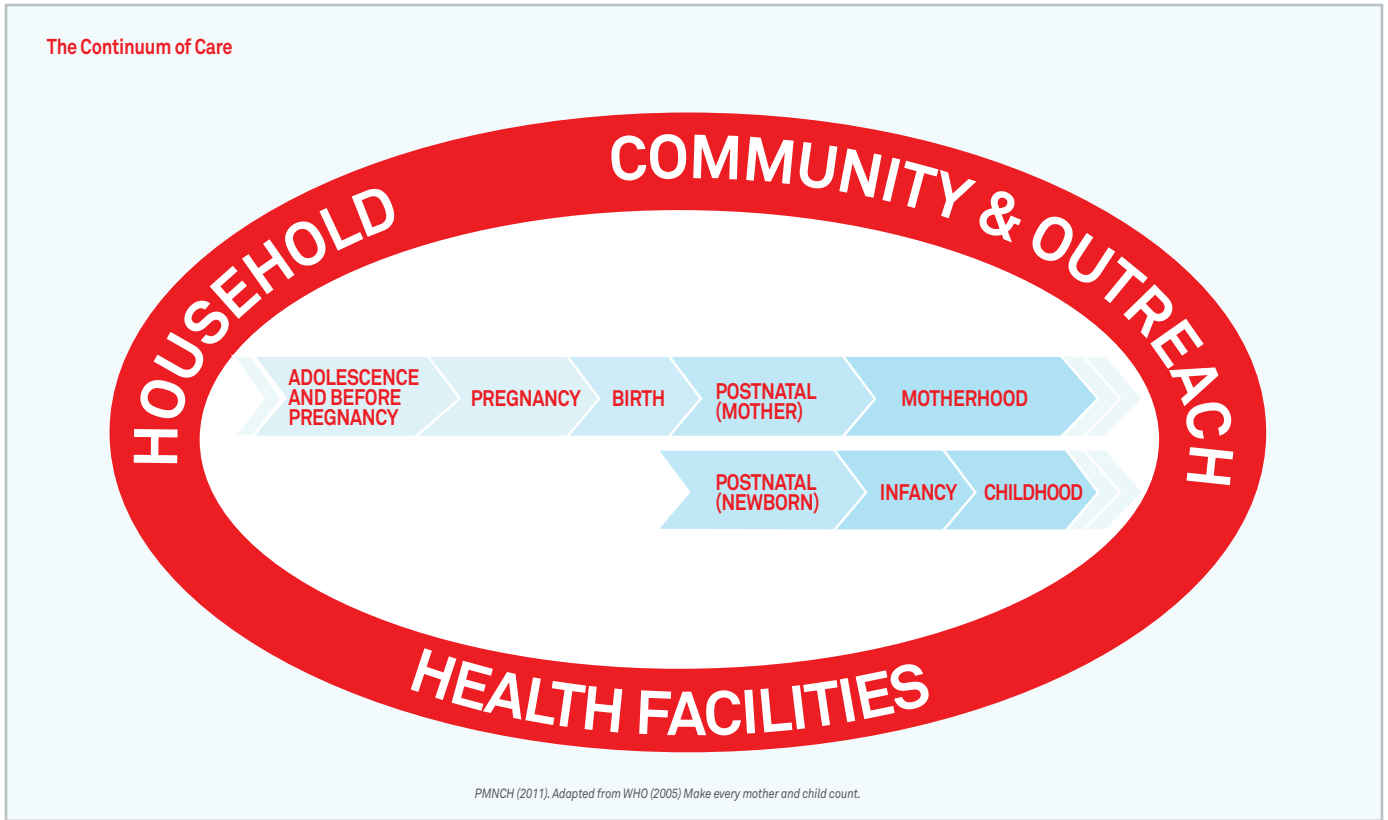 The Continuum of Care
HOUSEHOLD
COMMUNITY & OUTREACH
ADOLESCENCE
AND BEFORE
PREGNANCY
PREGNANCY
BIRTH
POSTNATAL
(MOTHER)
MOTHERHOOD
POSTNATAL
(NEWBORN)
INFANCY
CHILDHOOD
HEALTH FACILITIES
PMNCH (2011). Adapted from WHO (2005) Make every mother and child count.